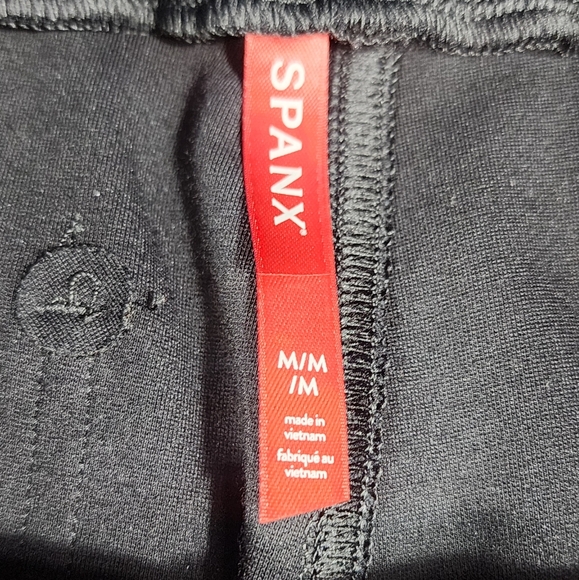 SPANX®
M/M
/M
made in
vietnam
fabriqué au
vietnam